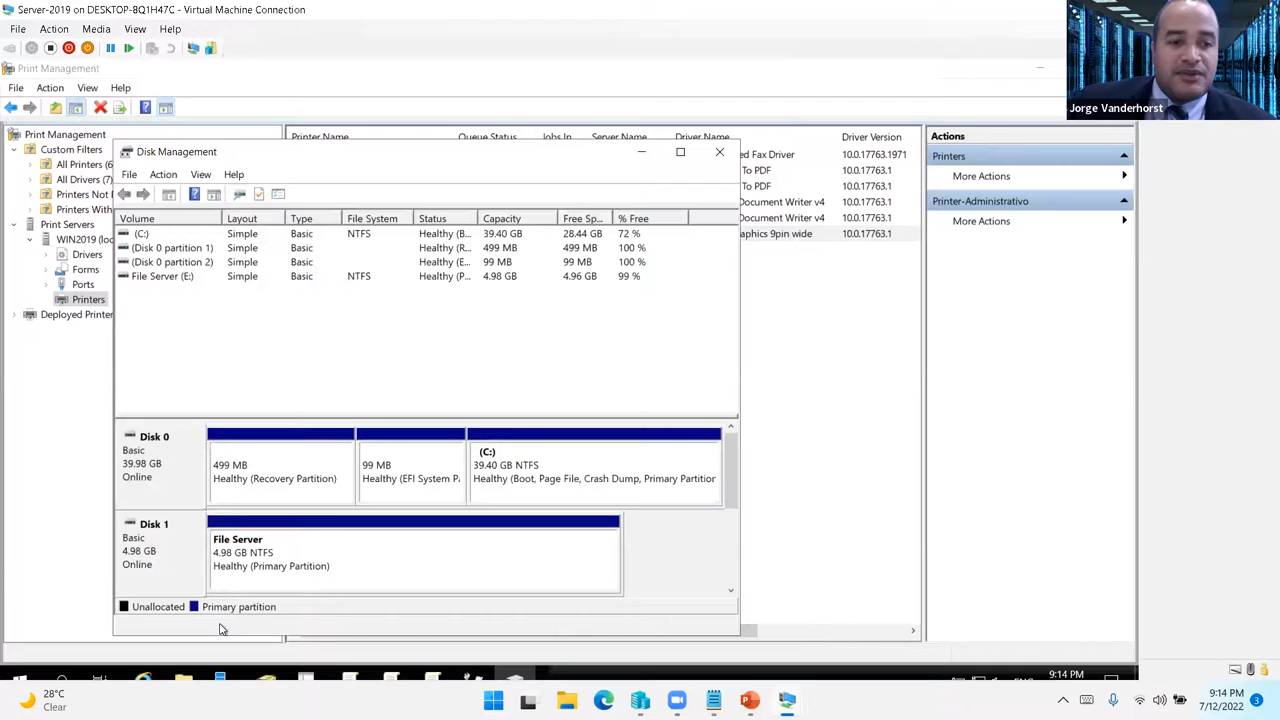 Server-2019 on DESKTOP-8Q1H47C - Virtual Machine Connection
File Action Media View Help
Print Management
File Action View Help
Jorge Vanderhorst
Print Management
Custom Filters
All Printers (6
All Drivers (7)
Printers Not
Printers With
Print Servers
WIN2019 (loc
Drivers
Forms
Ports
Printers
Deployed Printer
Printer Name Queue Status Jobs In Server Name Driver Name Driver Version
ed Fax Driver 10.0.17763.1971
To PDF 10.0.17763.1
To PDF 10.0.17763.1
Document Writer v4 10.0.17763.1
Document Writer v4 10.0.17763.1
aphics 9pin wide 10.0.17763.1
Actions
Printers
More Actions
Printer-Administrativo
More Actions
Disk Management
File Action View Help
Volume Layout Type File System Status Capacity Free Sp... % Free
(C:) Simple Basic NTFS Healthy (B... 39.40 GB 28.44 GB 72 %
(Disk 0 partition 1) Simple Basic Healthy (R... 499 MB 499 MB 100 %
(Disk 0 partition 2) Simple Basic Healthy (E... 99 MB 99 MB 100 %
File Server (E:) Simple Basic NTFS Healthy (P... 4.98 GB 4.96 GB 99 %
Disk 0
Basic
39.98 GB
Online
499 MB
Healthy (Recovery Partition)
99 MB
Healthy (EFI System P
(C:)
39.40 GB NTFS
Healthy (Boot, Page File, Crash Dump, Primary Partition
Disk 1
Basic
4.98 GB
Online
File Server
4.98 GB NTFS
Healthy (Primary Partition)
Unallocated Primary partition
9:14 PM
28°C
Clear
9:14 PM
7/12/2022
3